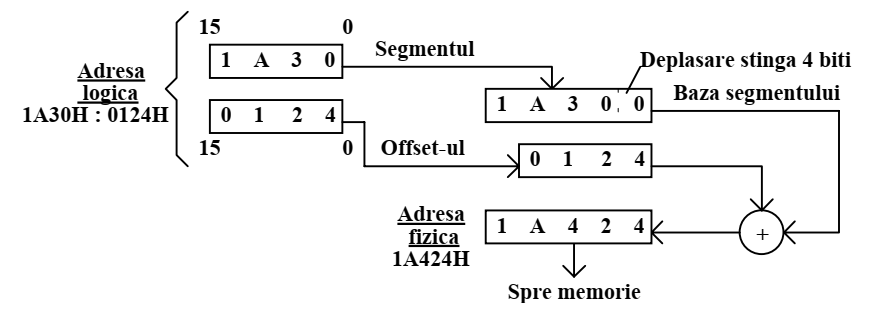 15 0
1 A 3 0
Segmentul
Deplasare stinga 4 biti
Adresa
logica
1A30H : 0124H
1 A 3 0 0
Baza segmentului
0 1 2 4
15 0
Offset-ul
0 1 2 4
Adresa
fizica
1A424H
1 A 4 2 4
+
Spre memorie